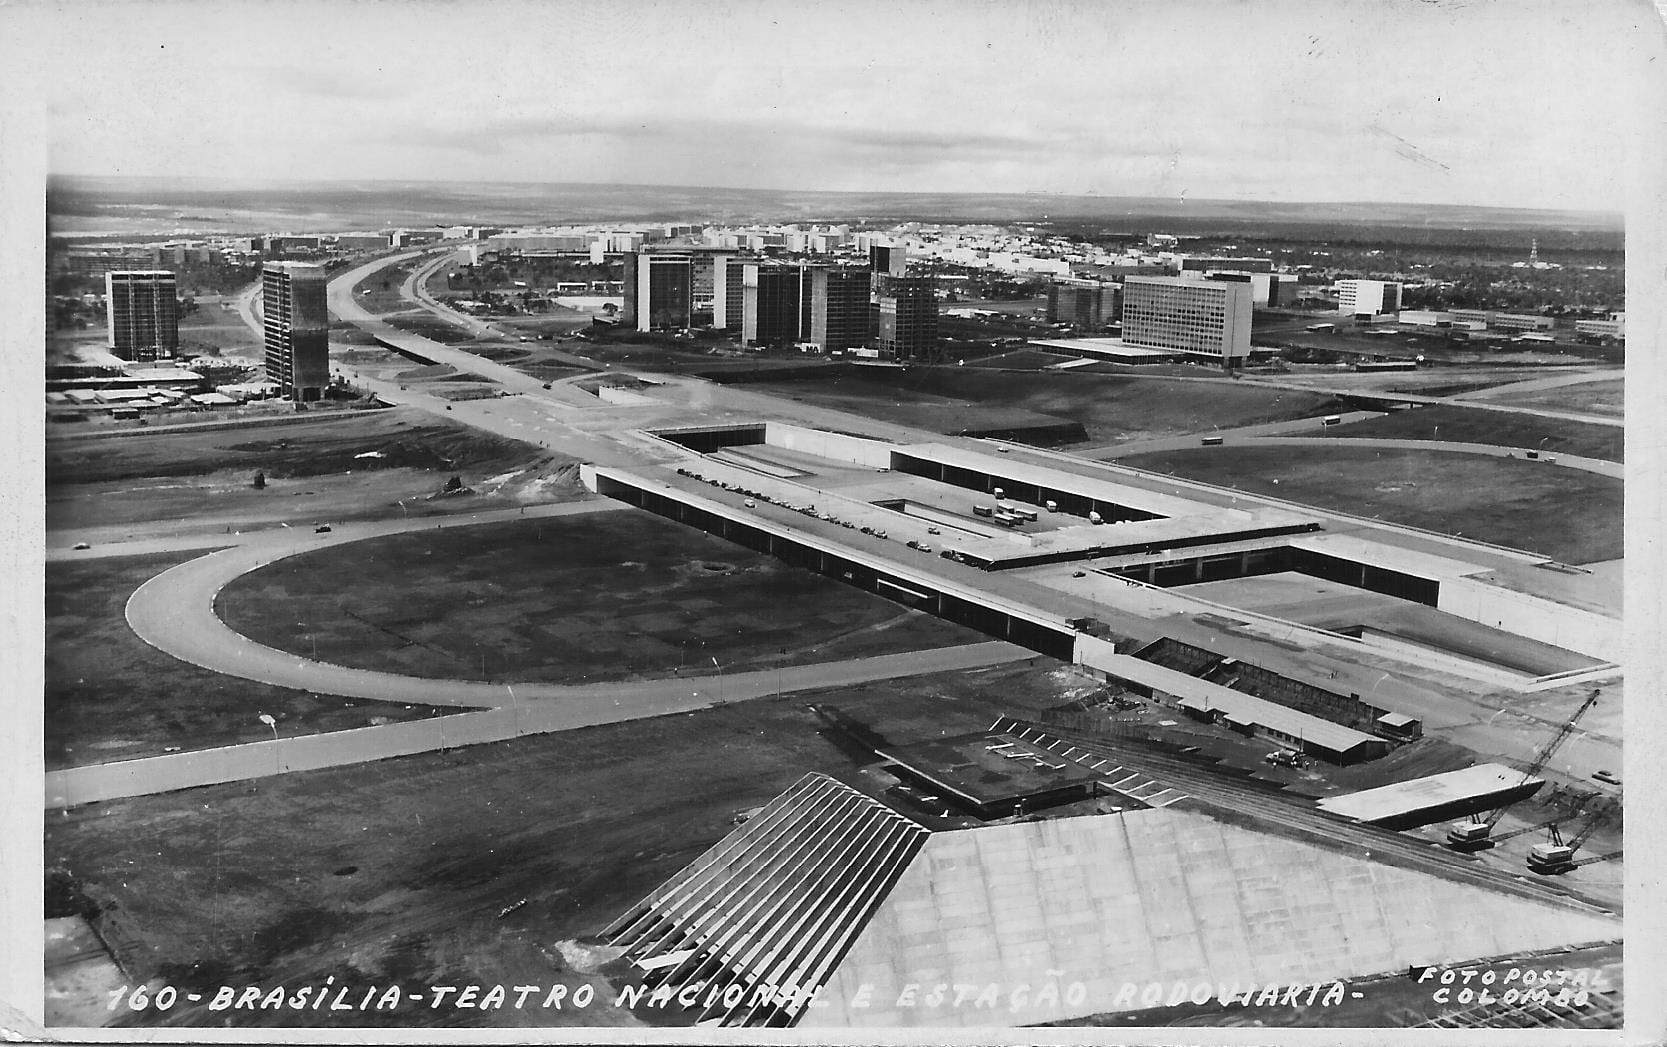 160-BRASÍLIA-TEATRO NACIONAL E ESTAÇÃO RODOVIARIA-
FOTO POSTAL
COLOMBO